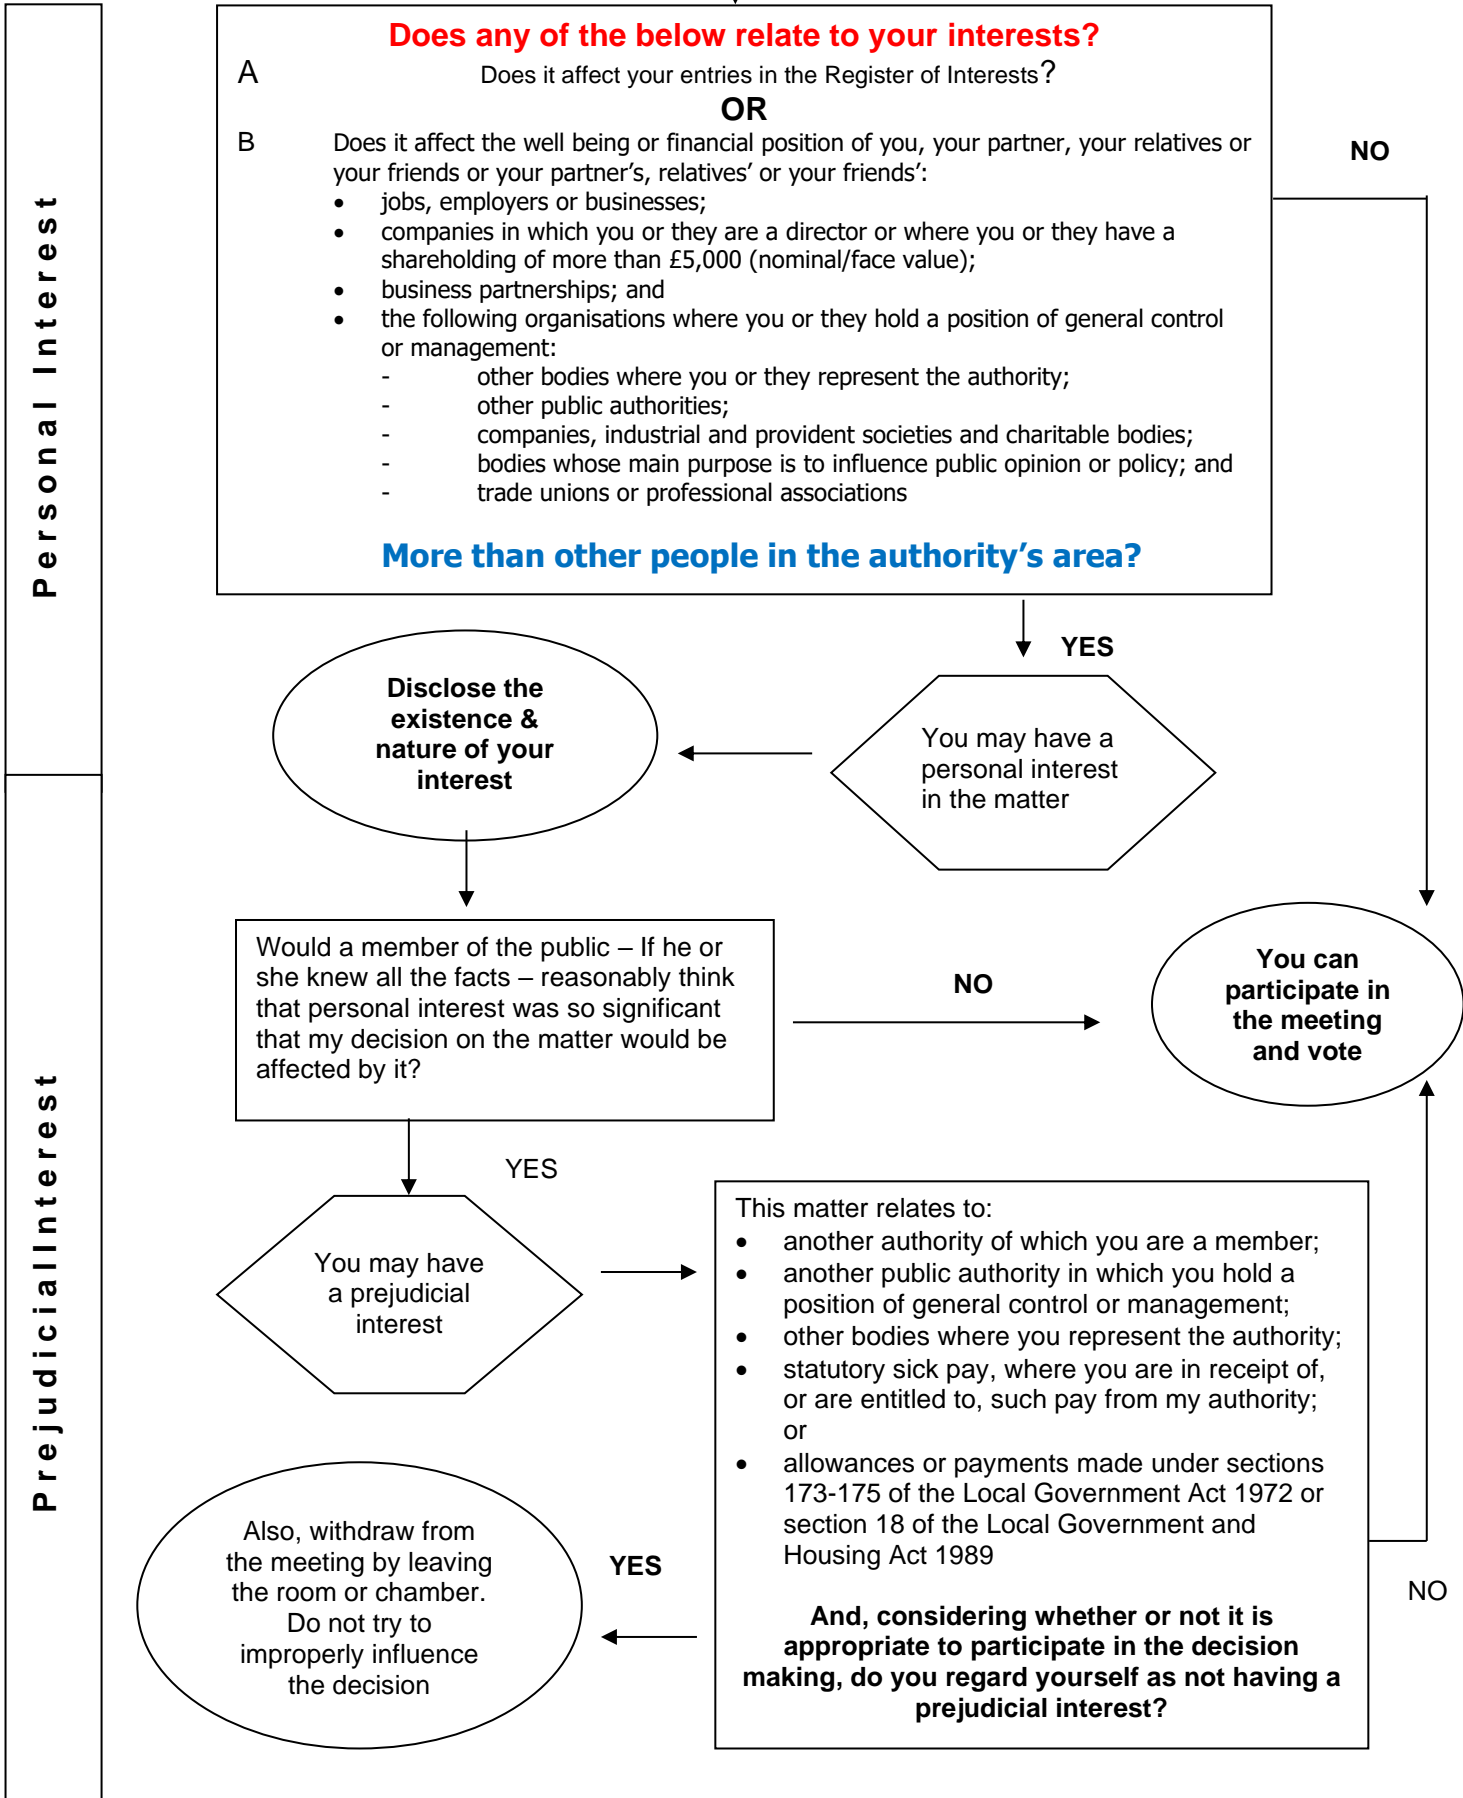 Personal Interest
Does any of the below relate to your interests?
A Does it affect your entries in the Register of Interests?
OR
B Does it affect the well being or financial position of you, your partner, your relatives or
your friends or your partner's, relatives' or your friends':
• jobs, employers or businesses;
• companies in which you or they are a director or where you or they have a
shareholding of more than £5,000 (nominal/face value);
• business partnerships; and
• the following organisations where you or they hold a position of general control
or management:
- other bodies where you or they represent the authority;
- other public authorities;
- companies, industrial and provident societies and charitable bodies;
- bodies whose main purpose is to influence public opinion or policy; and
- trade unions or professional associations
More than other people in the authority's area?
NO
YES
Disclose the
existence &
nature of your
interest
You may have a
personal interest
in the matter
PrejudicialInterest
Would a member of the public – If he or
she knew all the facts – reasonably think
that personal interest was so significant
that my decision on the matter would be
affected by it?
NO
You can
participate in
the meeting
and vote
YES
You may have
a prejudicial
interest
This matter relates to:
• another authority of which you are a member;
• another public authority in which you hold a
position of general control or management;
• other bodies where you represent the authority;
• statutory sick pay, where you are in receipt of,
or are entitled to, such pay from my authority;
or
• allowances or payments made under sections
173-175 of the Local Government Act 1972 or
section 18 of the Local Government and
Housing Act 1989
And, considering whether or not it is
appropriate to participate in the decision
making, do you regard yourself as not having a
prejudicial interest?
NO
YES
Also, withdraw from
the meeting by leaving
the room or chamber.
Do not try to
improperly influence
the decision